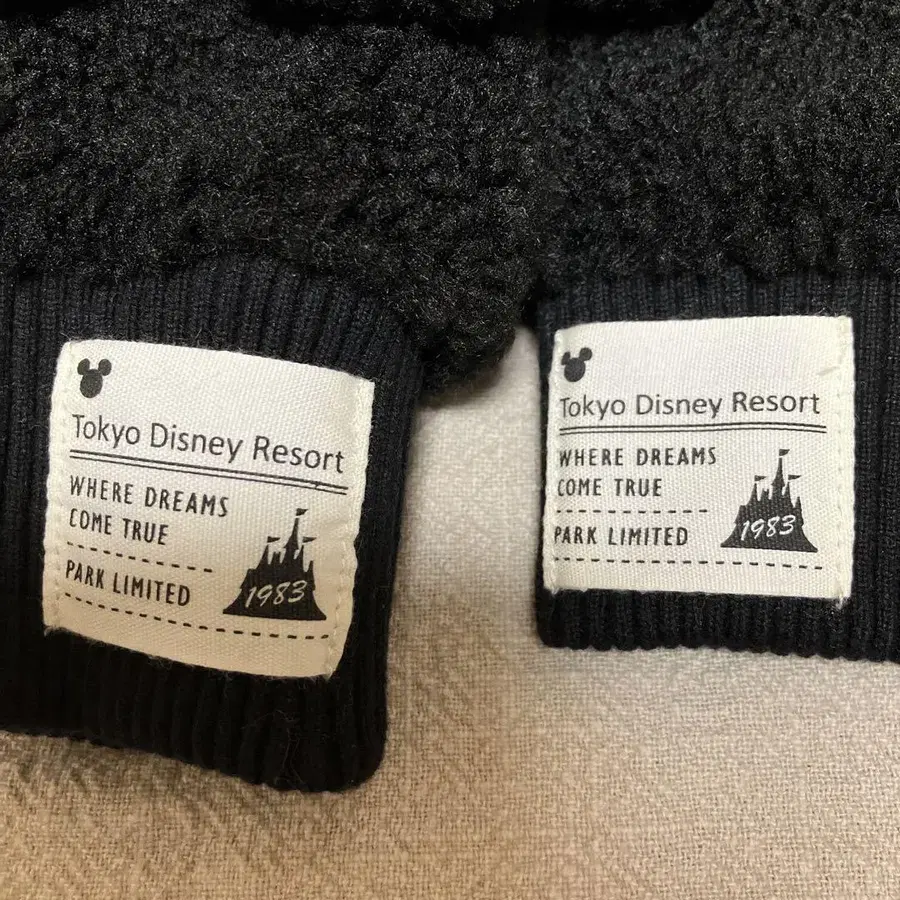 Tokyo Disney Resort
WHERE DREAMS
COME TRUE
PARK LIMITED
1983
Tokyo Disney Resort
WHERE DREAMS
COME TRUE
PARK LIMITED
1983